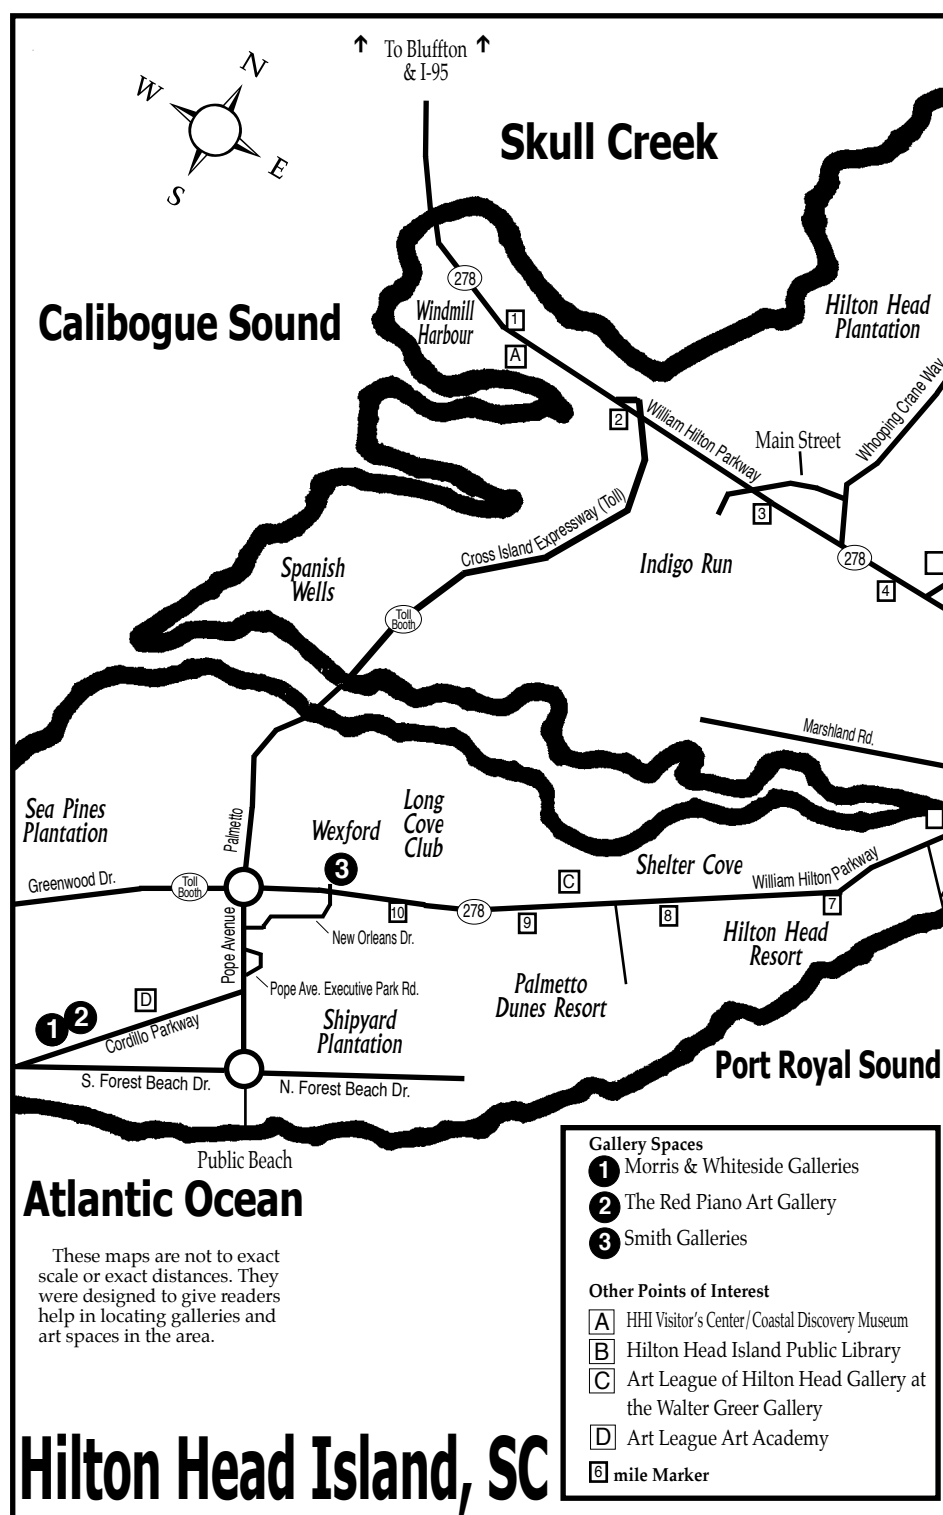 To Bluffton
& I-95
N
W
E
S
Skull Creek
278
Calibogue Sound
Windmill
Harbour
1
A
Hilton Head
Plantation
2
William Hilton Parkway
Main Street
Whooping Crane Way
3
Cross Island Expressway (Toll)
Indigo Run
278
4
Spanish
Wells
Toll
Booth
Marshland Rd.
Sea Pines
Plantation
Palmetto
Wexford
Long
Cove
Club
3
Shelter Cove
William Hilton Parkway
Greenwood Dr.
Toll
Booth
C
10
278
9
8
7
Pope Avenue
New Orleans Dr.
Hilton Head
Resort
Pope Ave. Executive Park Rd.
Palmetto
Dunes Resort
D
1
2
Cordillo Parkway
Shipyard
Plantation
Port Royal Sound
S. Forest Beach Dr.
N. Forest Beach Dr.
Public Beach
Atlantic Ocean
These maps are not to exact
scale or exact distances. They
were designed to give readers
help in locating galleries and
art spaces in the area.
Gallery Spaces
1 Morris & Whiteside Galleries
2 The Red Piano Art Gallery
3 Smith Galleries
Other Points of Interest
A HHI Visitor's Center/Coastal Discovery Museum
B Hilton Head Island Public Library
C Art League of Hilton Head Gallery at
the Walter Greer Gallery
D Art League Art Academy
6 mile Marker
Hilton Head Island, SC